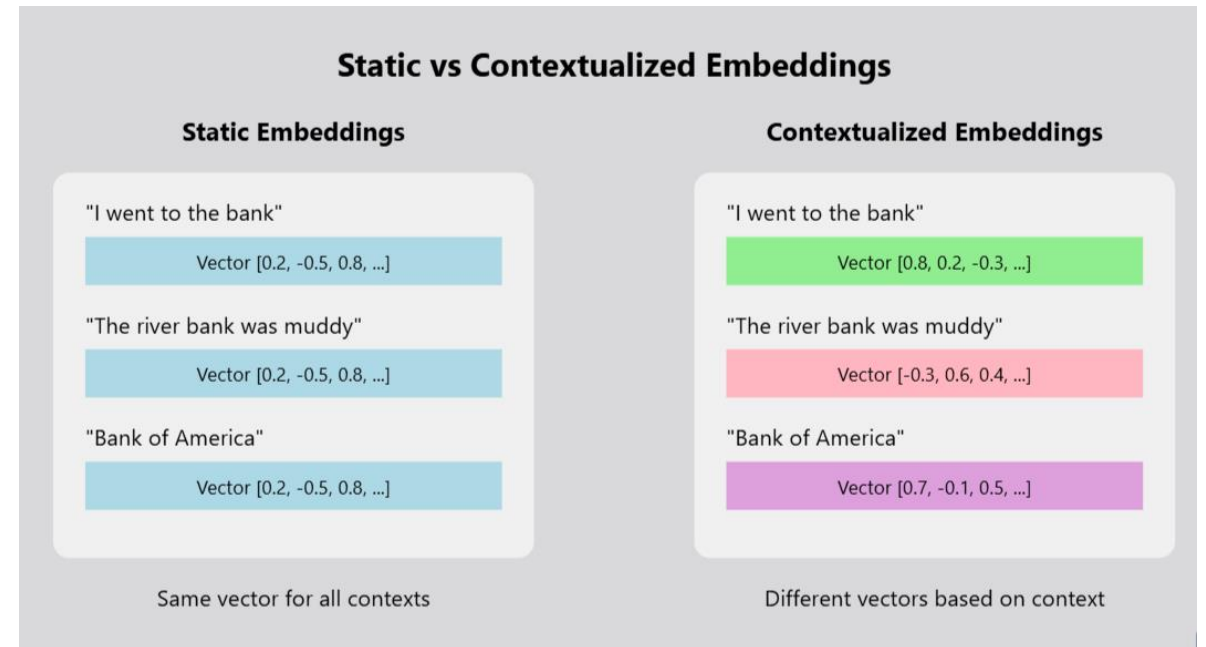 Static vs Contextualized Embeddings
Static Embeddings
"I went to the bank"
Vector [0.2, -0.5, 0.8, ...]
"The river bank was muddy"
Vector [0.2, -0.5, 0.8, ...]
"Bank of America"
Vector [0.2, -0.5, 0.8, ...]
Same vector for all contexts
Contextualized Embeddings
"I went to the bank"
Vector [0.8, 0.2, -0.3, ...]
"The river bank was muddy"
Vector [-0.3, 0.6, 0.4, ...]
"Bank of America"
Vector [0.7, -0.1, 0.5, ...]
Different vectors based on context